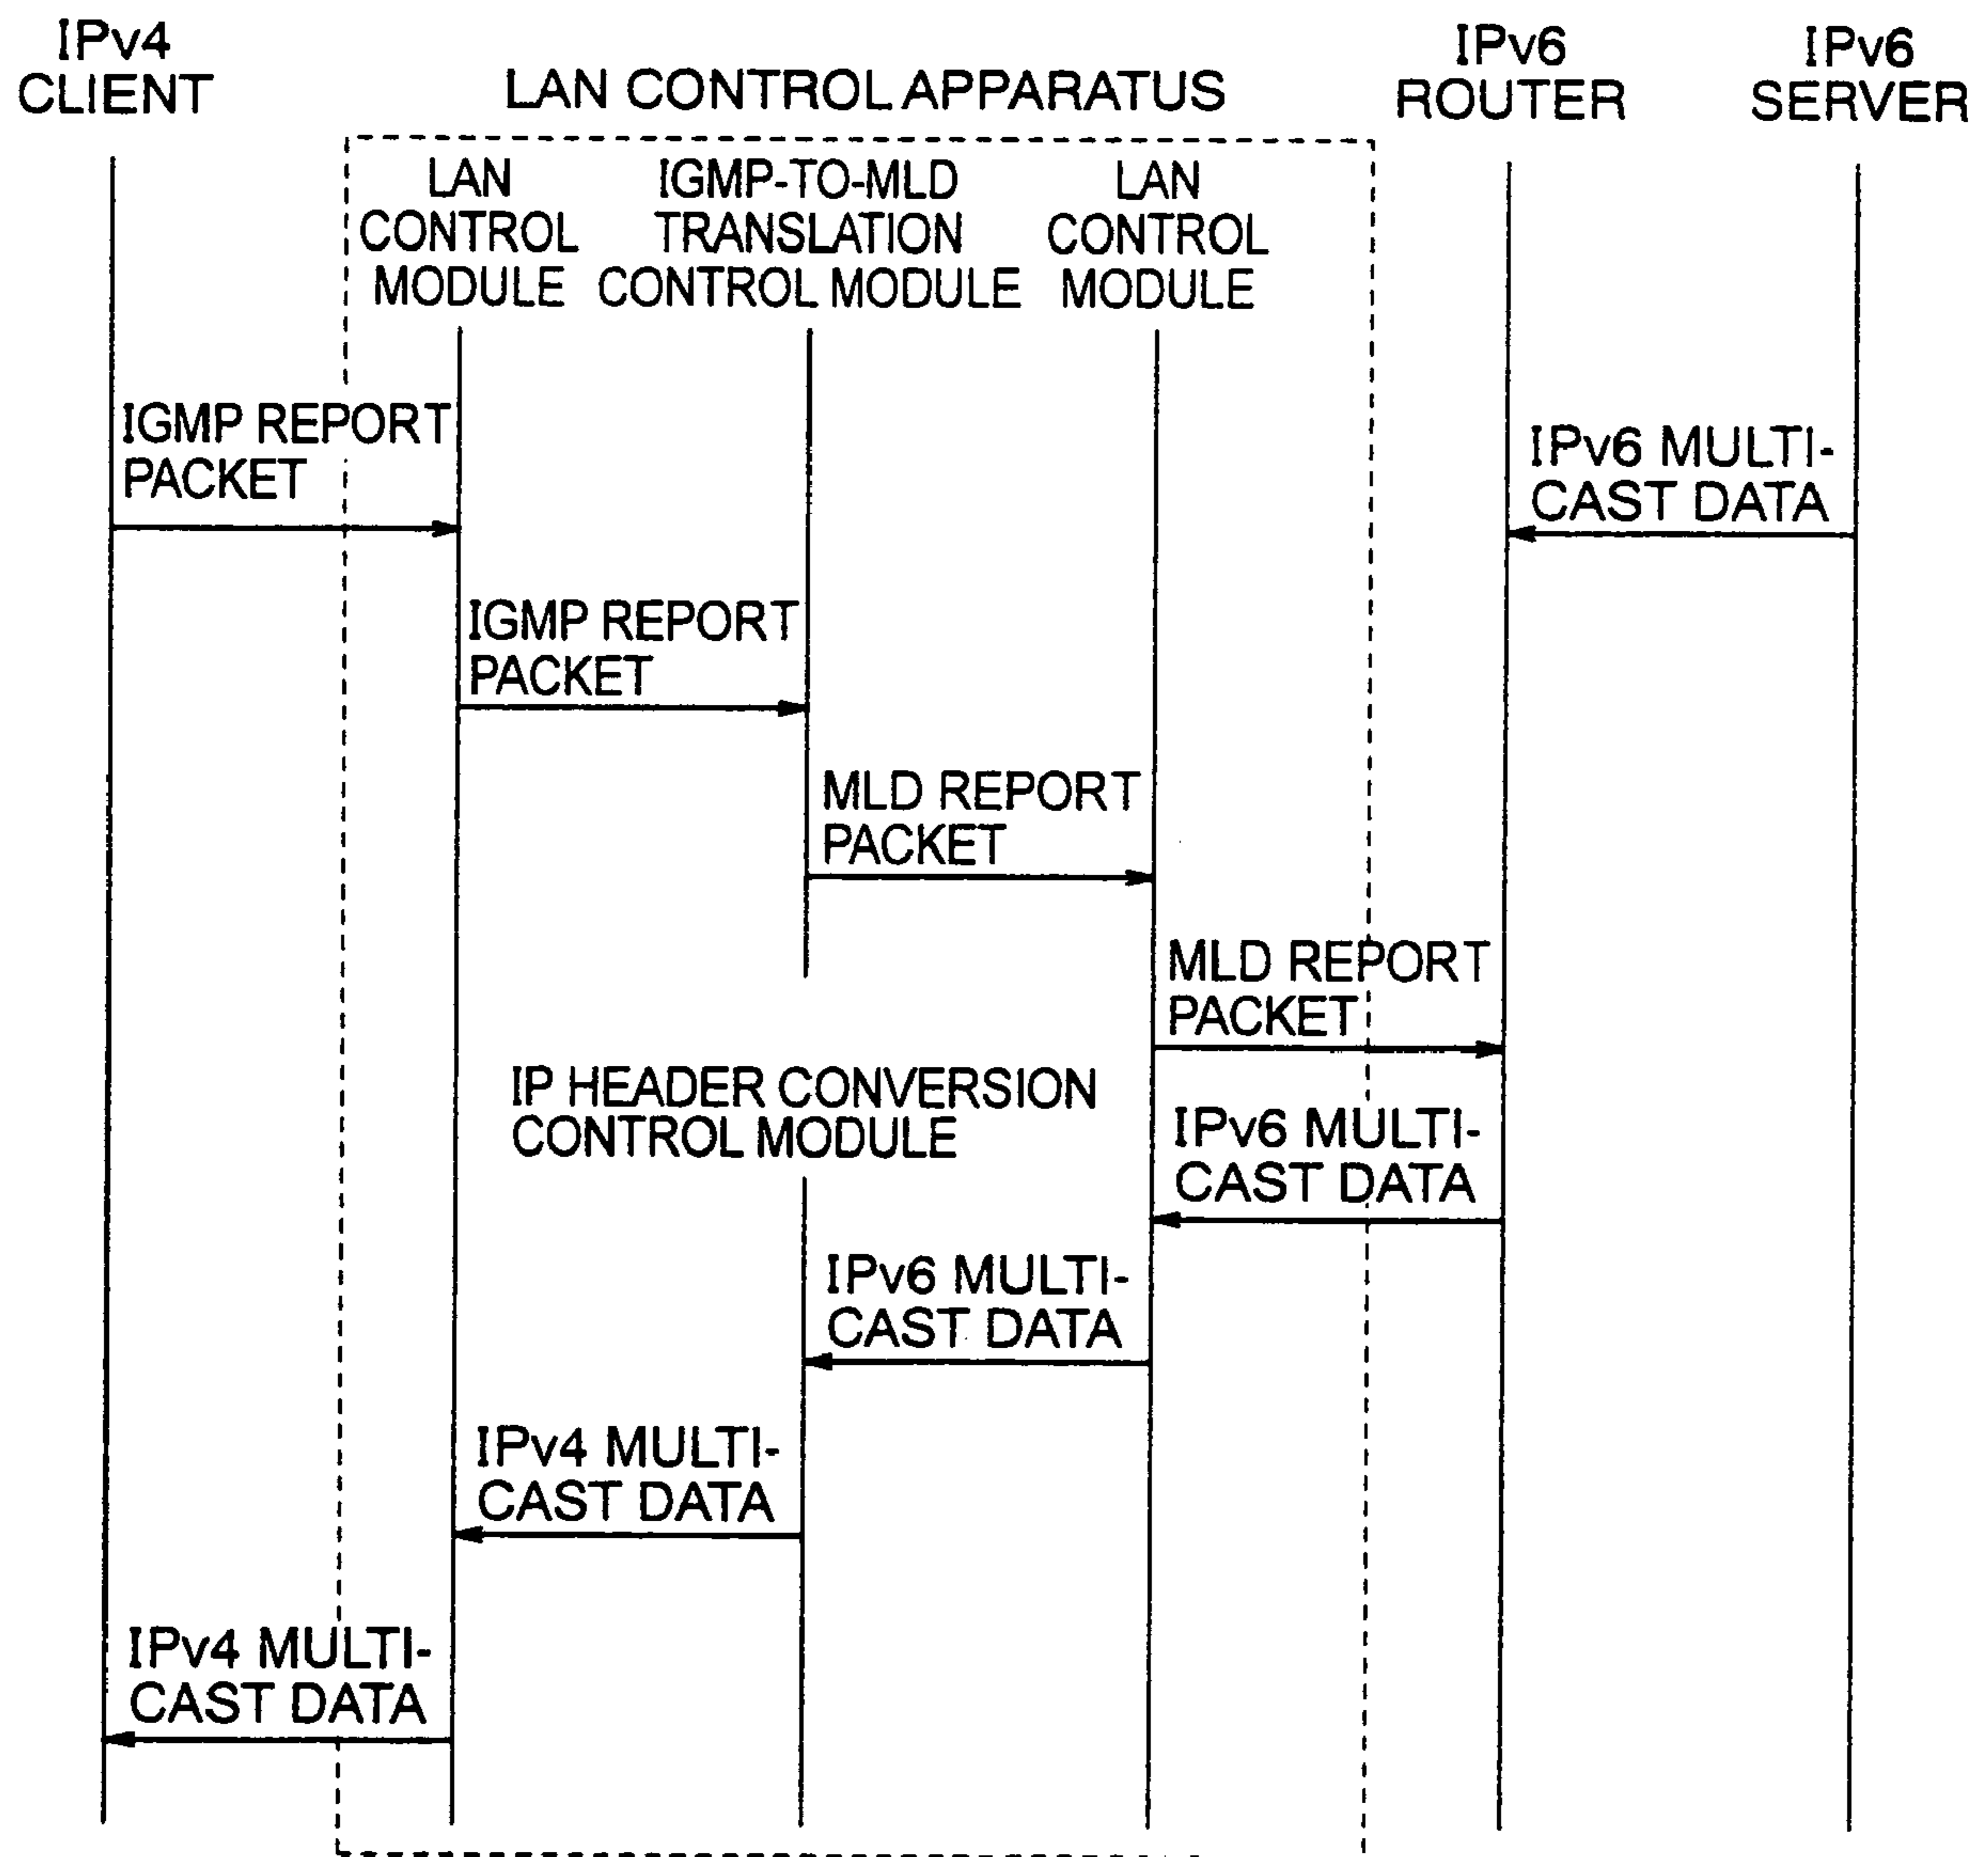 IPv4
CLIENT
LAN CONTROL APPARATUS
IPv6
ROUTER
IPv6
SERVER
LAN
CONTROL
MODULE
IGMP-TO-MLD
TRANSLATION
CONTROL MODULE
LAN
CONTROL
MODULE
IGMP REPORT
PACKET
IPv6 MULTI-
CAST DATA
IGMP REPORT
PACKET
MLD REPORT
PACKET
MLD REPORT
PACKET
IP HEADER CONVERSION
CONTROL MODULE
IPv6 MULTI-
CAST DATA
IPv6 MULTI-
CAST DATA
IPv4 MULTI-
CAST DATA
IPv4 MULTI-
CAST DATA